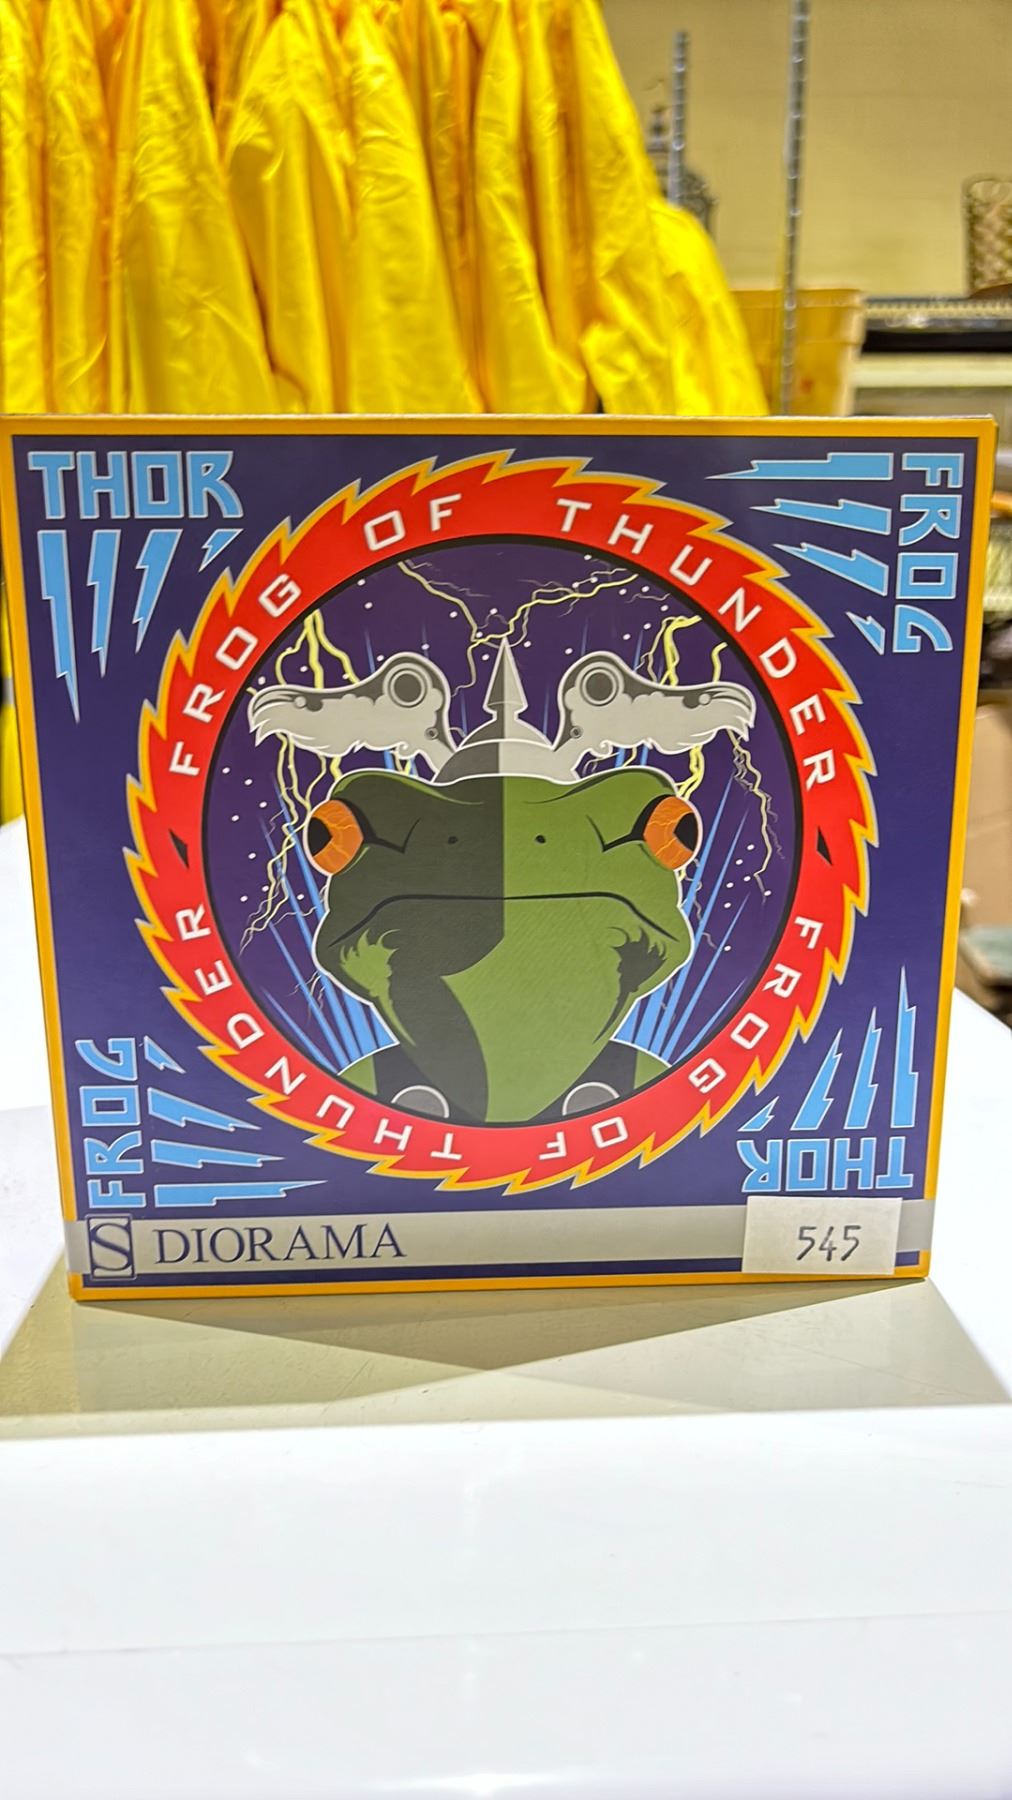 THOR
FROG
FROG OF THUNDER FROG OF THUNDER
FROG
THOR
S DIORAMA
545